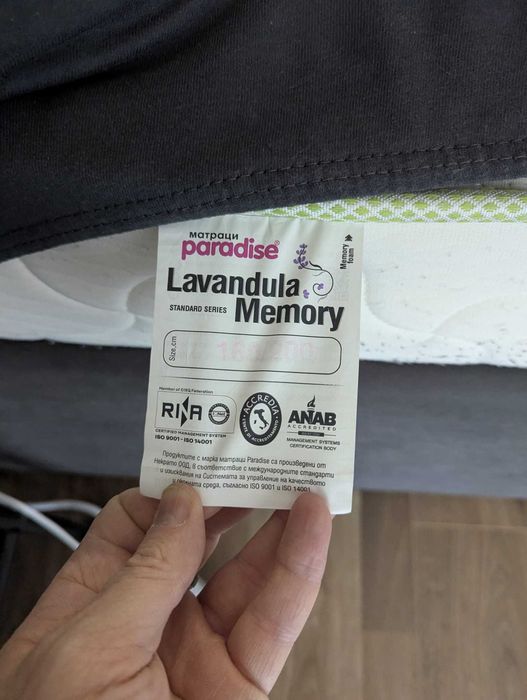 матраци
paradise®
Lavandula
STANDARD SERIES Memory
Memory foam
Size, cm
Member of CISQ Federation
RINA
ACCREDIA
ANAB
ACCREDITED
CERTIFIED MANAGEMENT SYSTEM
ISO 9001 - ISO 14001
MANAGEMENT SYSTEMS
CERTIFICATION BODY
Продуктите с марка матраци Paradise са произведени от
Некрато ООД, в съответствие с международните стандарти
и изисквания на Системата за управление на качеството
и околната среда, съгласно ISO 9001 и ISO 14001